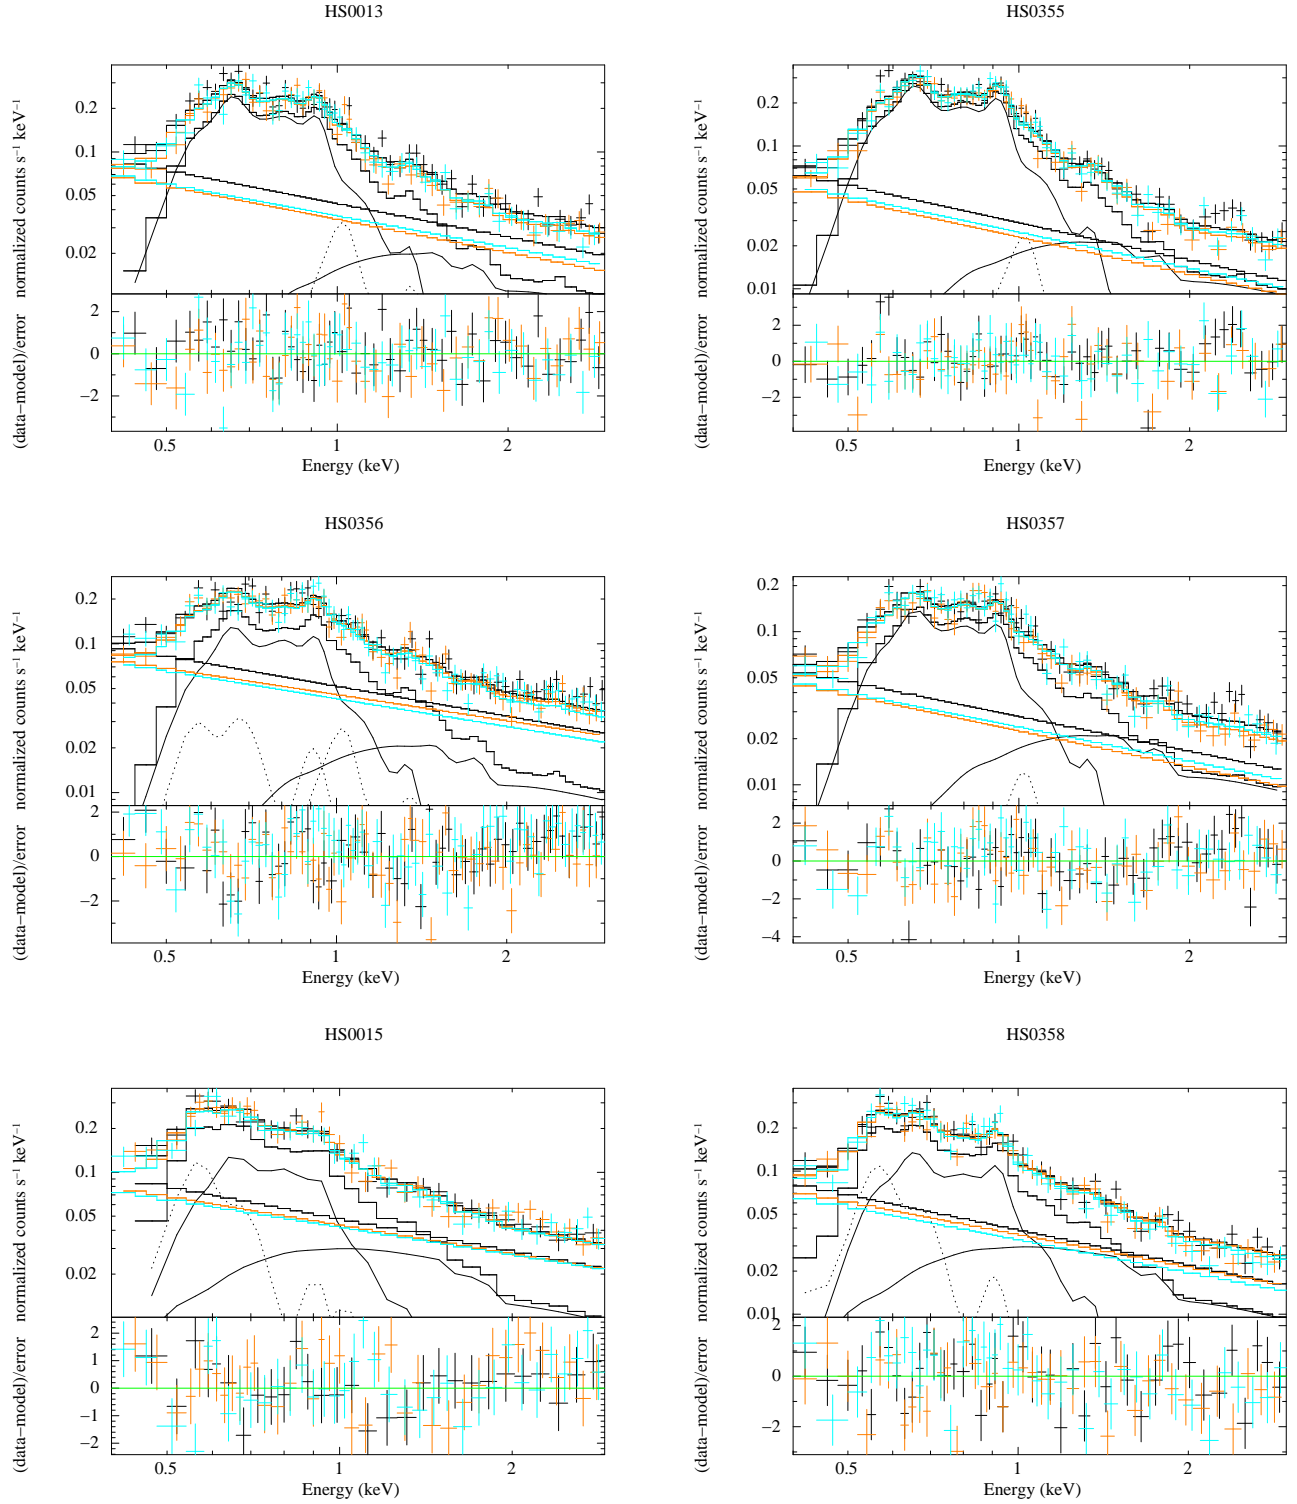 HS0013
normalized counts s⁻¹ keV⁻¹
0.2
0.1
0.05
0.02
(data−model)/error
2
0
−2
0.5 1 2
Energy (keV)
HS0355
normalized counts s⁻¹ keV⁻¹
0.2
0.1
0.05
0.02
0.01
(data−model)/error
2
0
−2
0.5 1 2
Energy (keV)
HS0356
normalized counts s⁻¹ keV⁻¹
0.2
0.1
0.05
0.02
0.01
(data−model)/error
2
0
−2
0.5 1 2
Energy (keV)
HS0357
normalized counts s⁻¹ keV⁻¹
0.2
0.1
0.05
0.02
0.01
(data−model)/error
2
0
−2
−4
0.5 1 2
Energy (keV)
HS0015
normalized counts s⁻¹ keV⁻¹
0.2
0.1
0.05
0.02
(data−model)/error
2
1
0
−1
−2
0.5 1 2
Energy (keV)
HS0358
normalized counts s⁻¹ keV⁻¹
0.2
0.1
0.05
0.02
0.01
(data−model)/error
2
0
−2
0.5 1 2
Energy (keV)